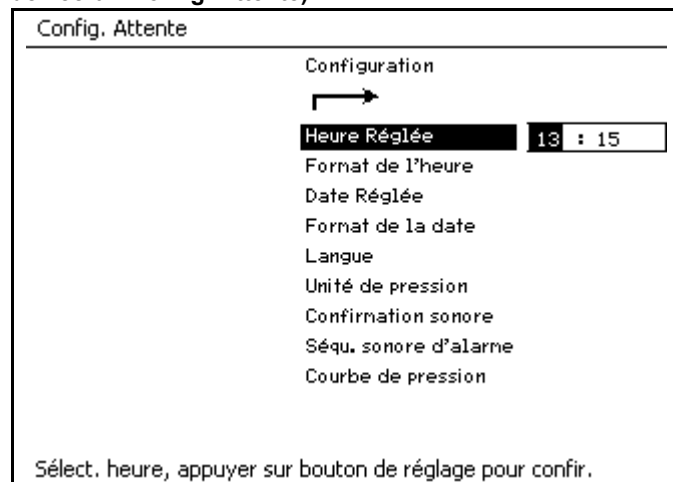 Config. Attente
Configuration
Heure Réglée 13 : 15
Format de l'heure
Date Réglée
Format de la date
Langue
Unité de pression
Confirmation sonore
Séqu. sonore d'alarme
Courbe de pression
Sélect. heure, appuyer sur bouton de réglage pour confir.